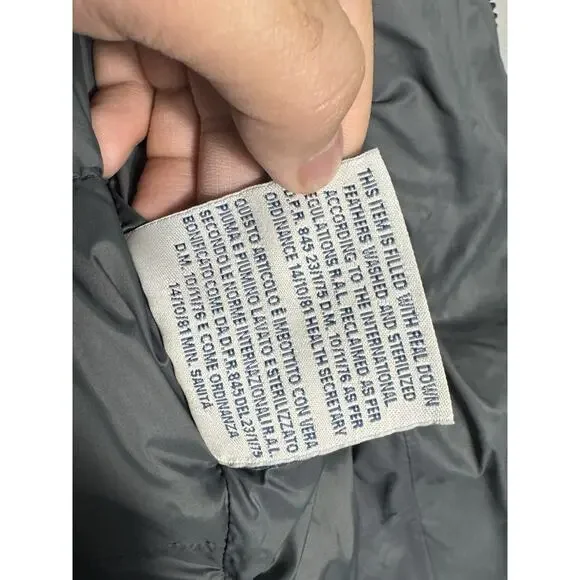 THIS ITEM IS FILLED WITH REAL DOWN
FEATHERS. WASHED AND STERILIZED
ACCORDING TO THE INTERNATIONAL
REGULATIONS R.A.L. RECLAIMED AS PER
D.P.R. 845 23/1/75 D.M. 10/11/76 AS PER
ORDINANCE 14/10/81 HEALTH SECRETARY
QUESTO ARTICOLO E IMBOTTITO CON VERA
PIUMA E PIUMINO, LAVATO E STERILIZZATO
SECONDO LE NORME INTERNAZIONALI R.A.L.
BONIFICATO COME DA D.P.R. 845 DEL 23/1/75
D.M. 10/11/76 E COME ORDINANZA
14/10/81 MIN. SANITÀ